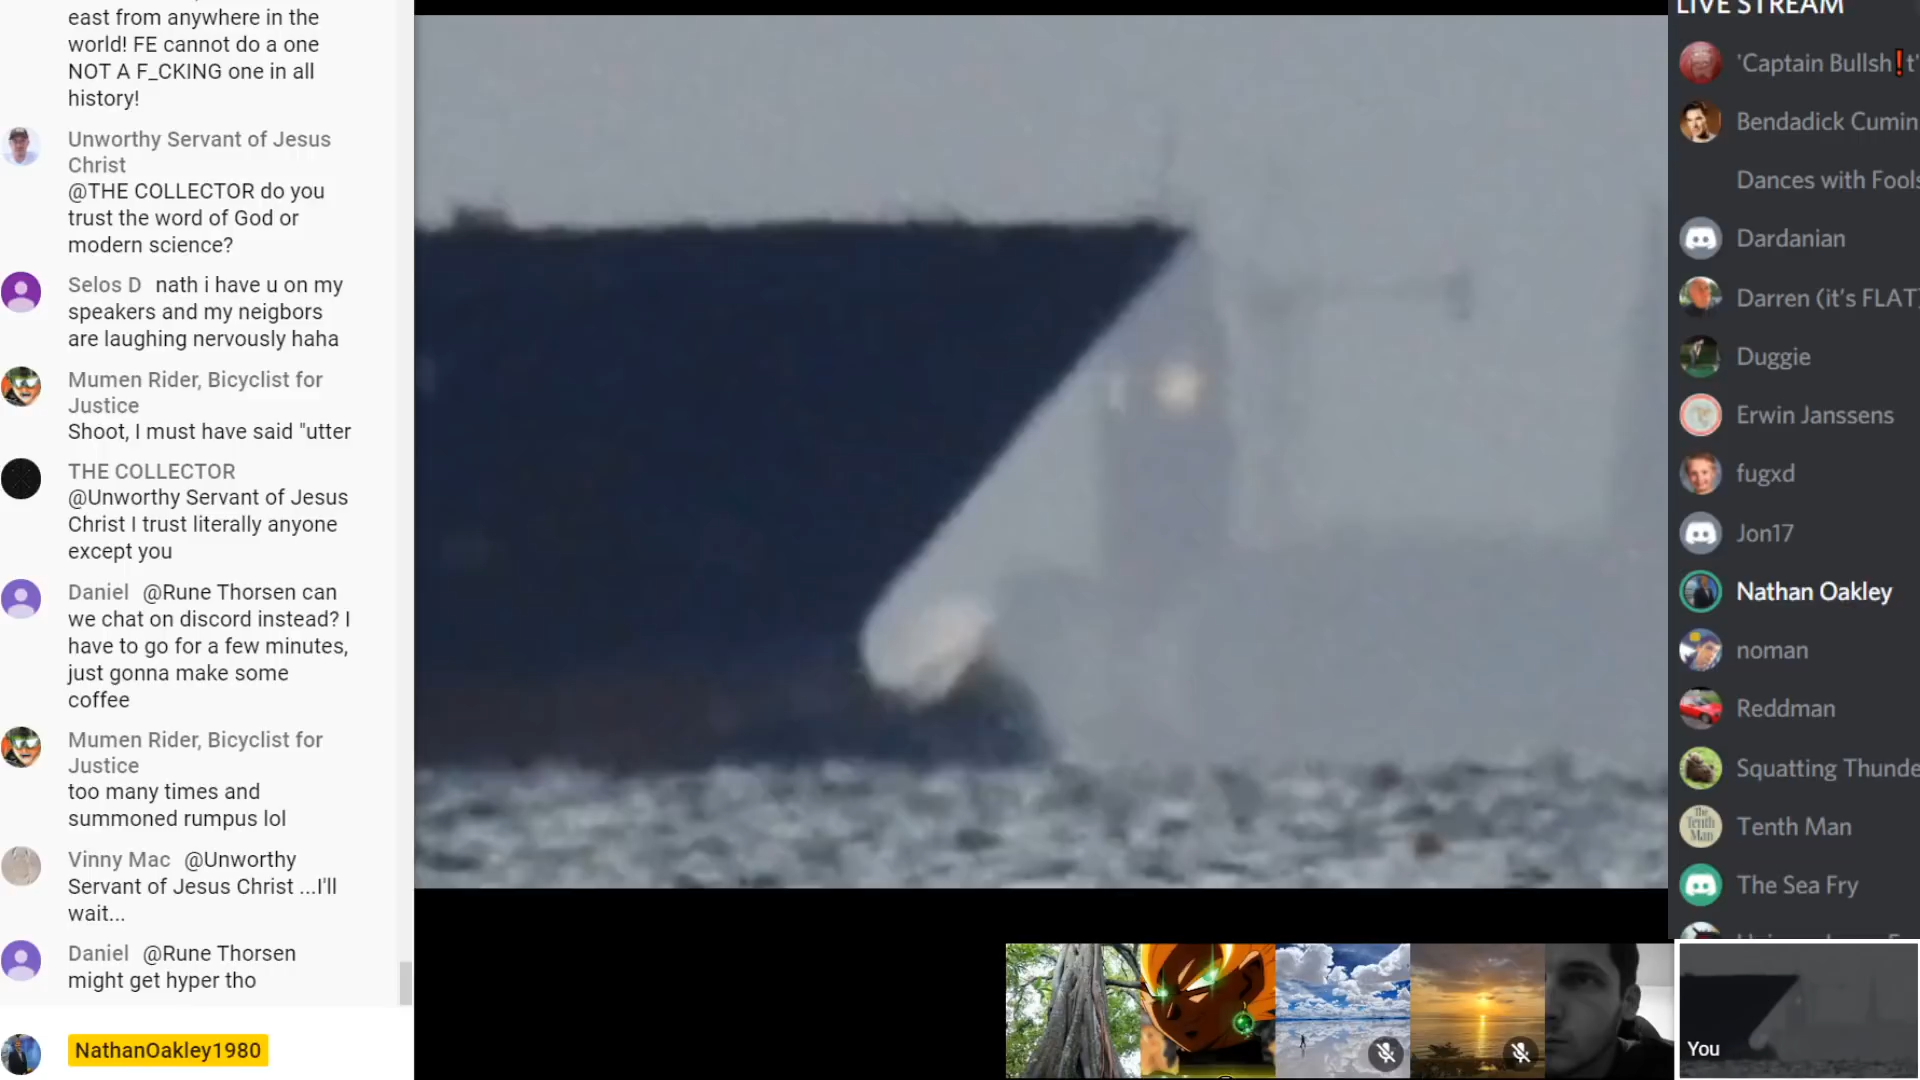 east from anywhere in the
world! FE cannot do a one
NOT A F_CKING one in all
history!
Unworthy Servant of Jesus
Christ
@THE COLLECTOR do you
trust the word of God or
modern science?
Selos D nath i have u on my
speakers and my neigbors
are laughing nervously haha
Mumen Rider, Bicyclist for
Justice
Shoot, I must have said "utter
THE COLLECTOR
@Unworthy Servant of Jesus
Christ I trust literally anyone
except you
Daniel @Rune Thorsen can
we chat on discord instead? I
have to go for a few minutes,
just gonna make some
coffee
Mumen Rider, Bicyclist for
Justice
too many times and
summoned rumpus lol
Vinny Mac @Unworthy
Servant of Jesus Christ ...I'll
wait...
Daniel @Rune Thorsen
might get hyper tho
NathanOakley1980
LIVE STREAM
'Captain Bullsh❗t'
Bendadick Cumin
Dances with Fools
Dardanian
Darren (it's FLAT
Duggie
Erwin Janssens
fugxd
Jon17
Nathan Oakley
noman
Reddman
Squatting Thunde
Tenth Man
The Tenth Man
The Sea Fry
You